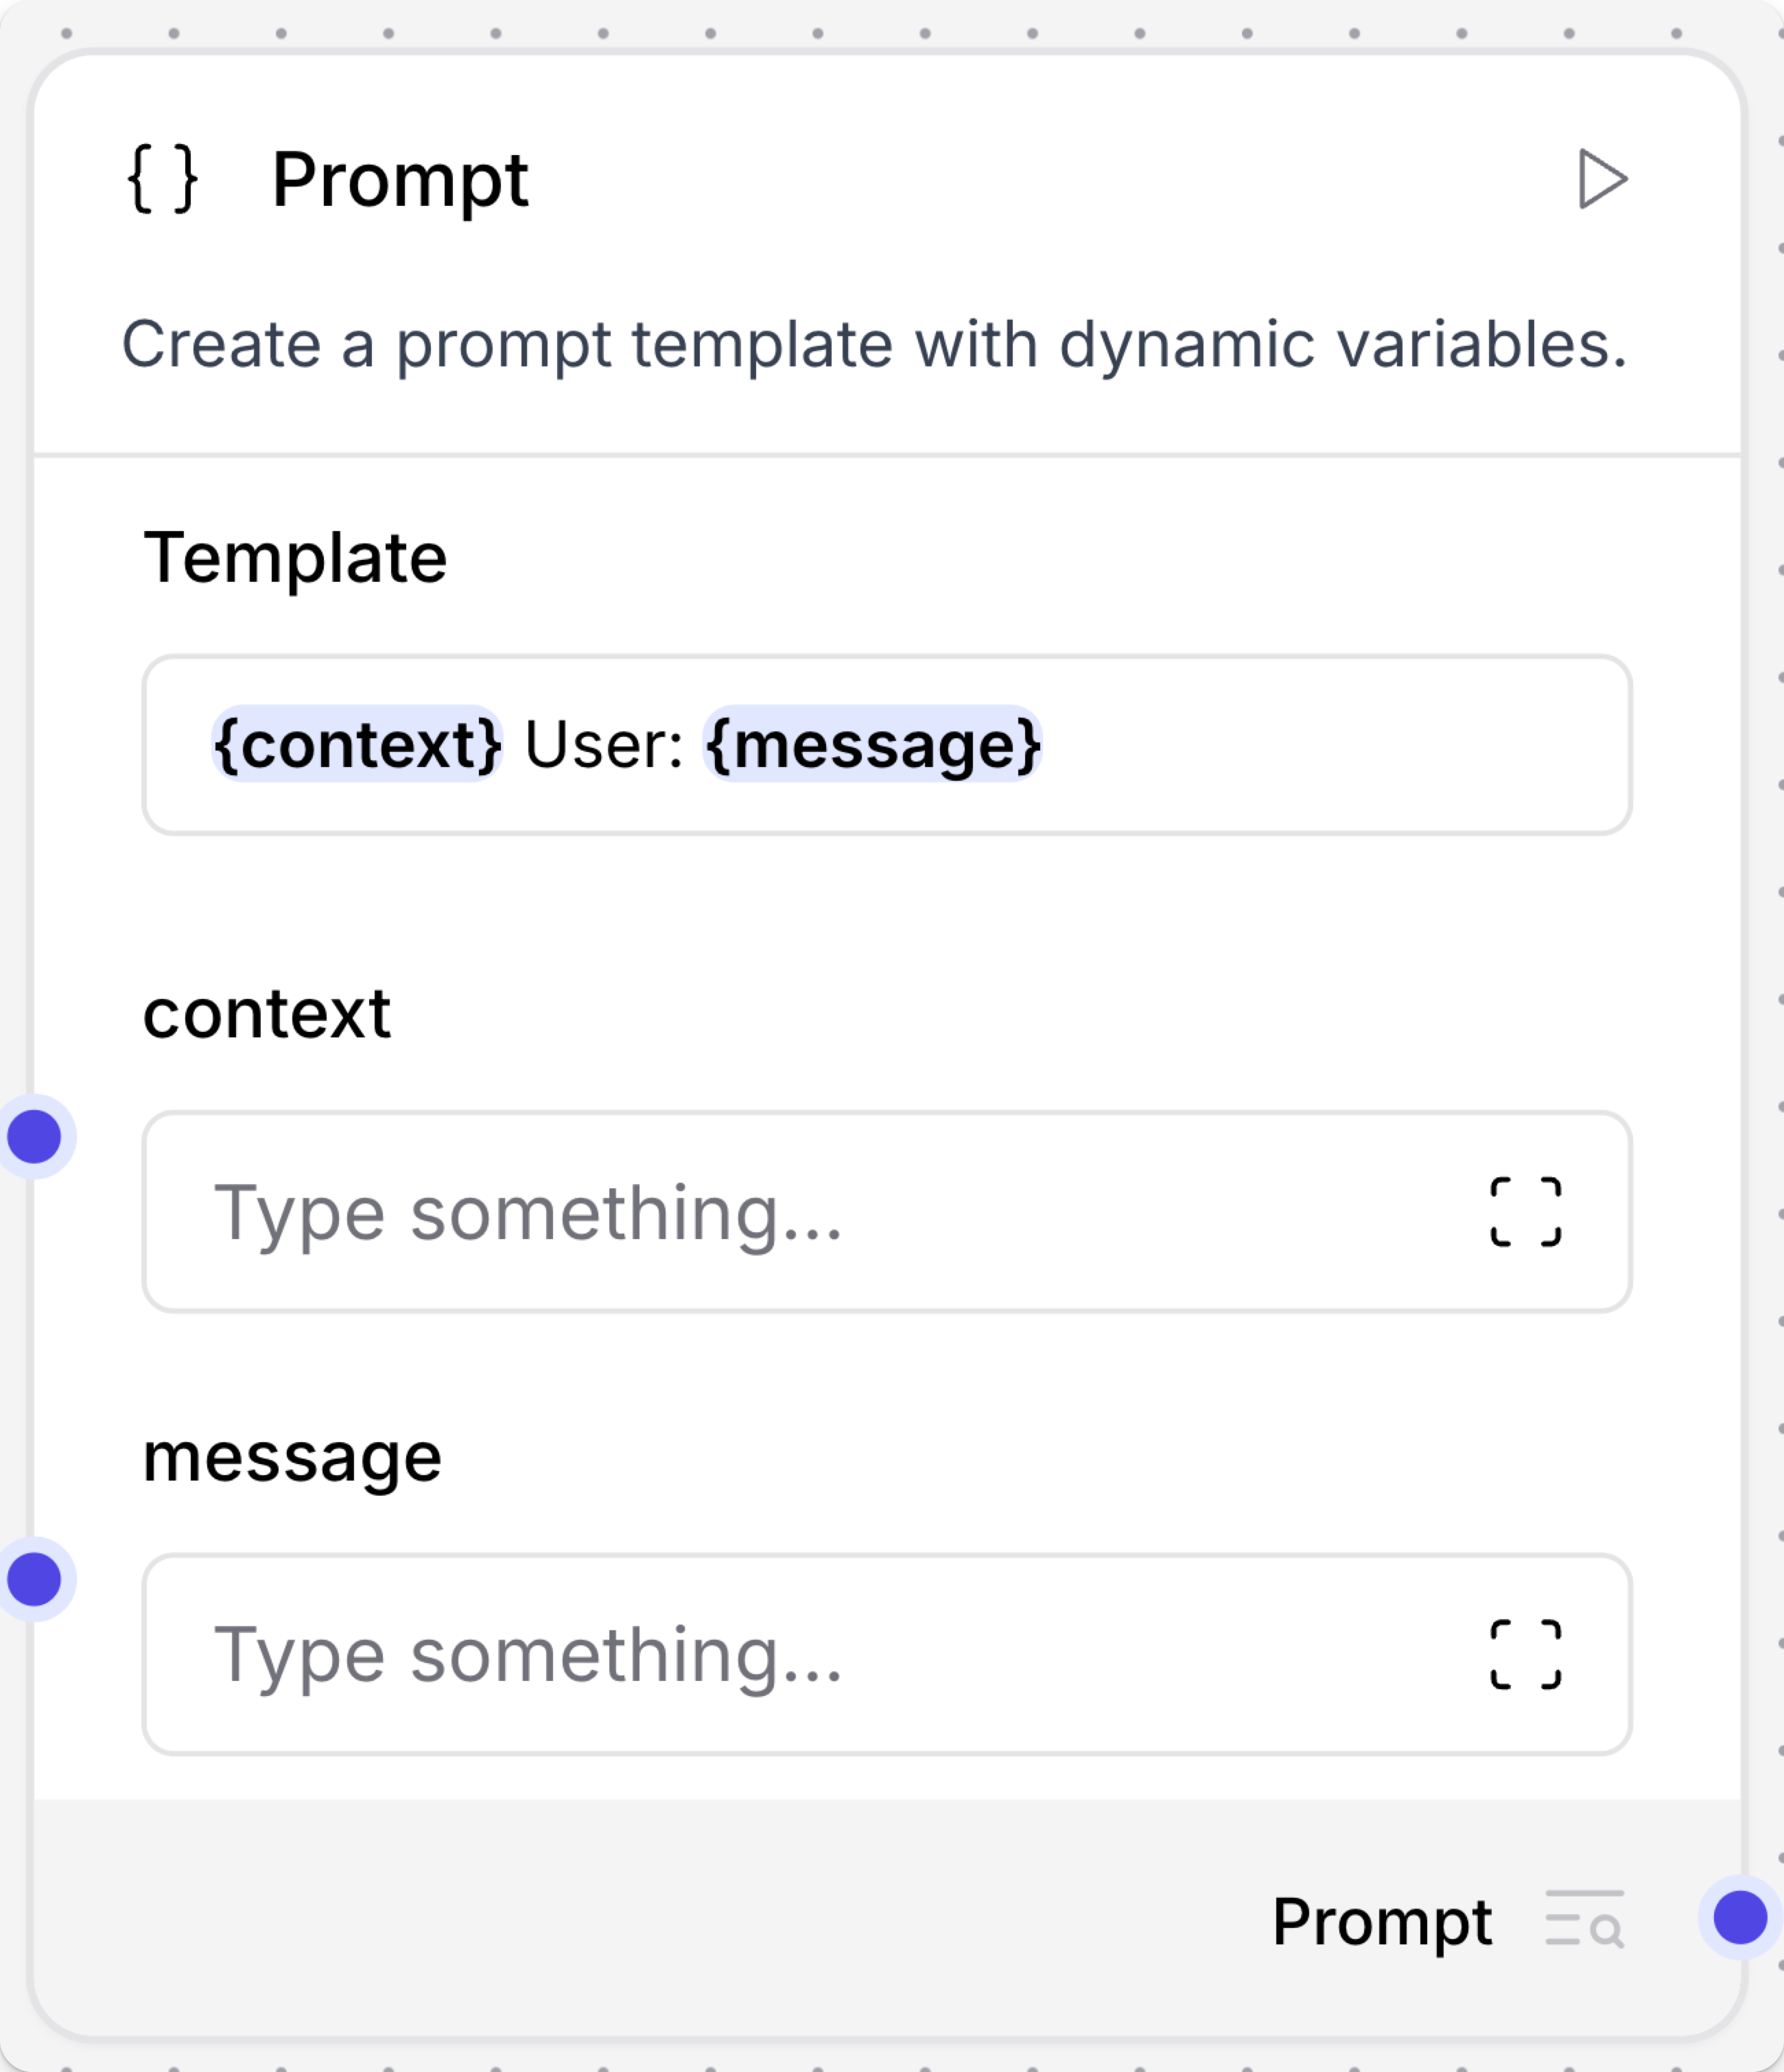 { } Prompt
Create a prompt template with dynamic variables.
Template
{context} User: {message}
context
Type something...
message
Type something...
Prompt